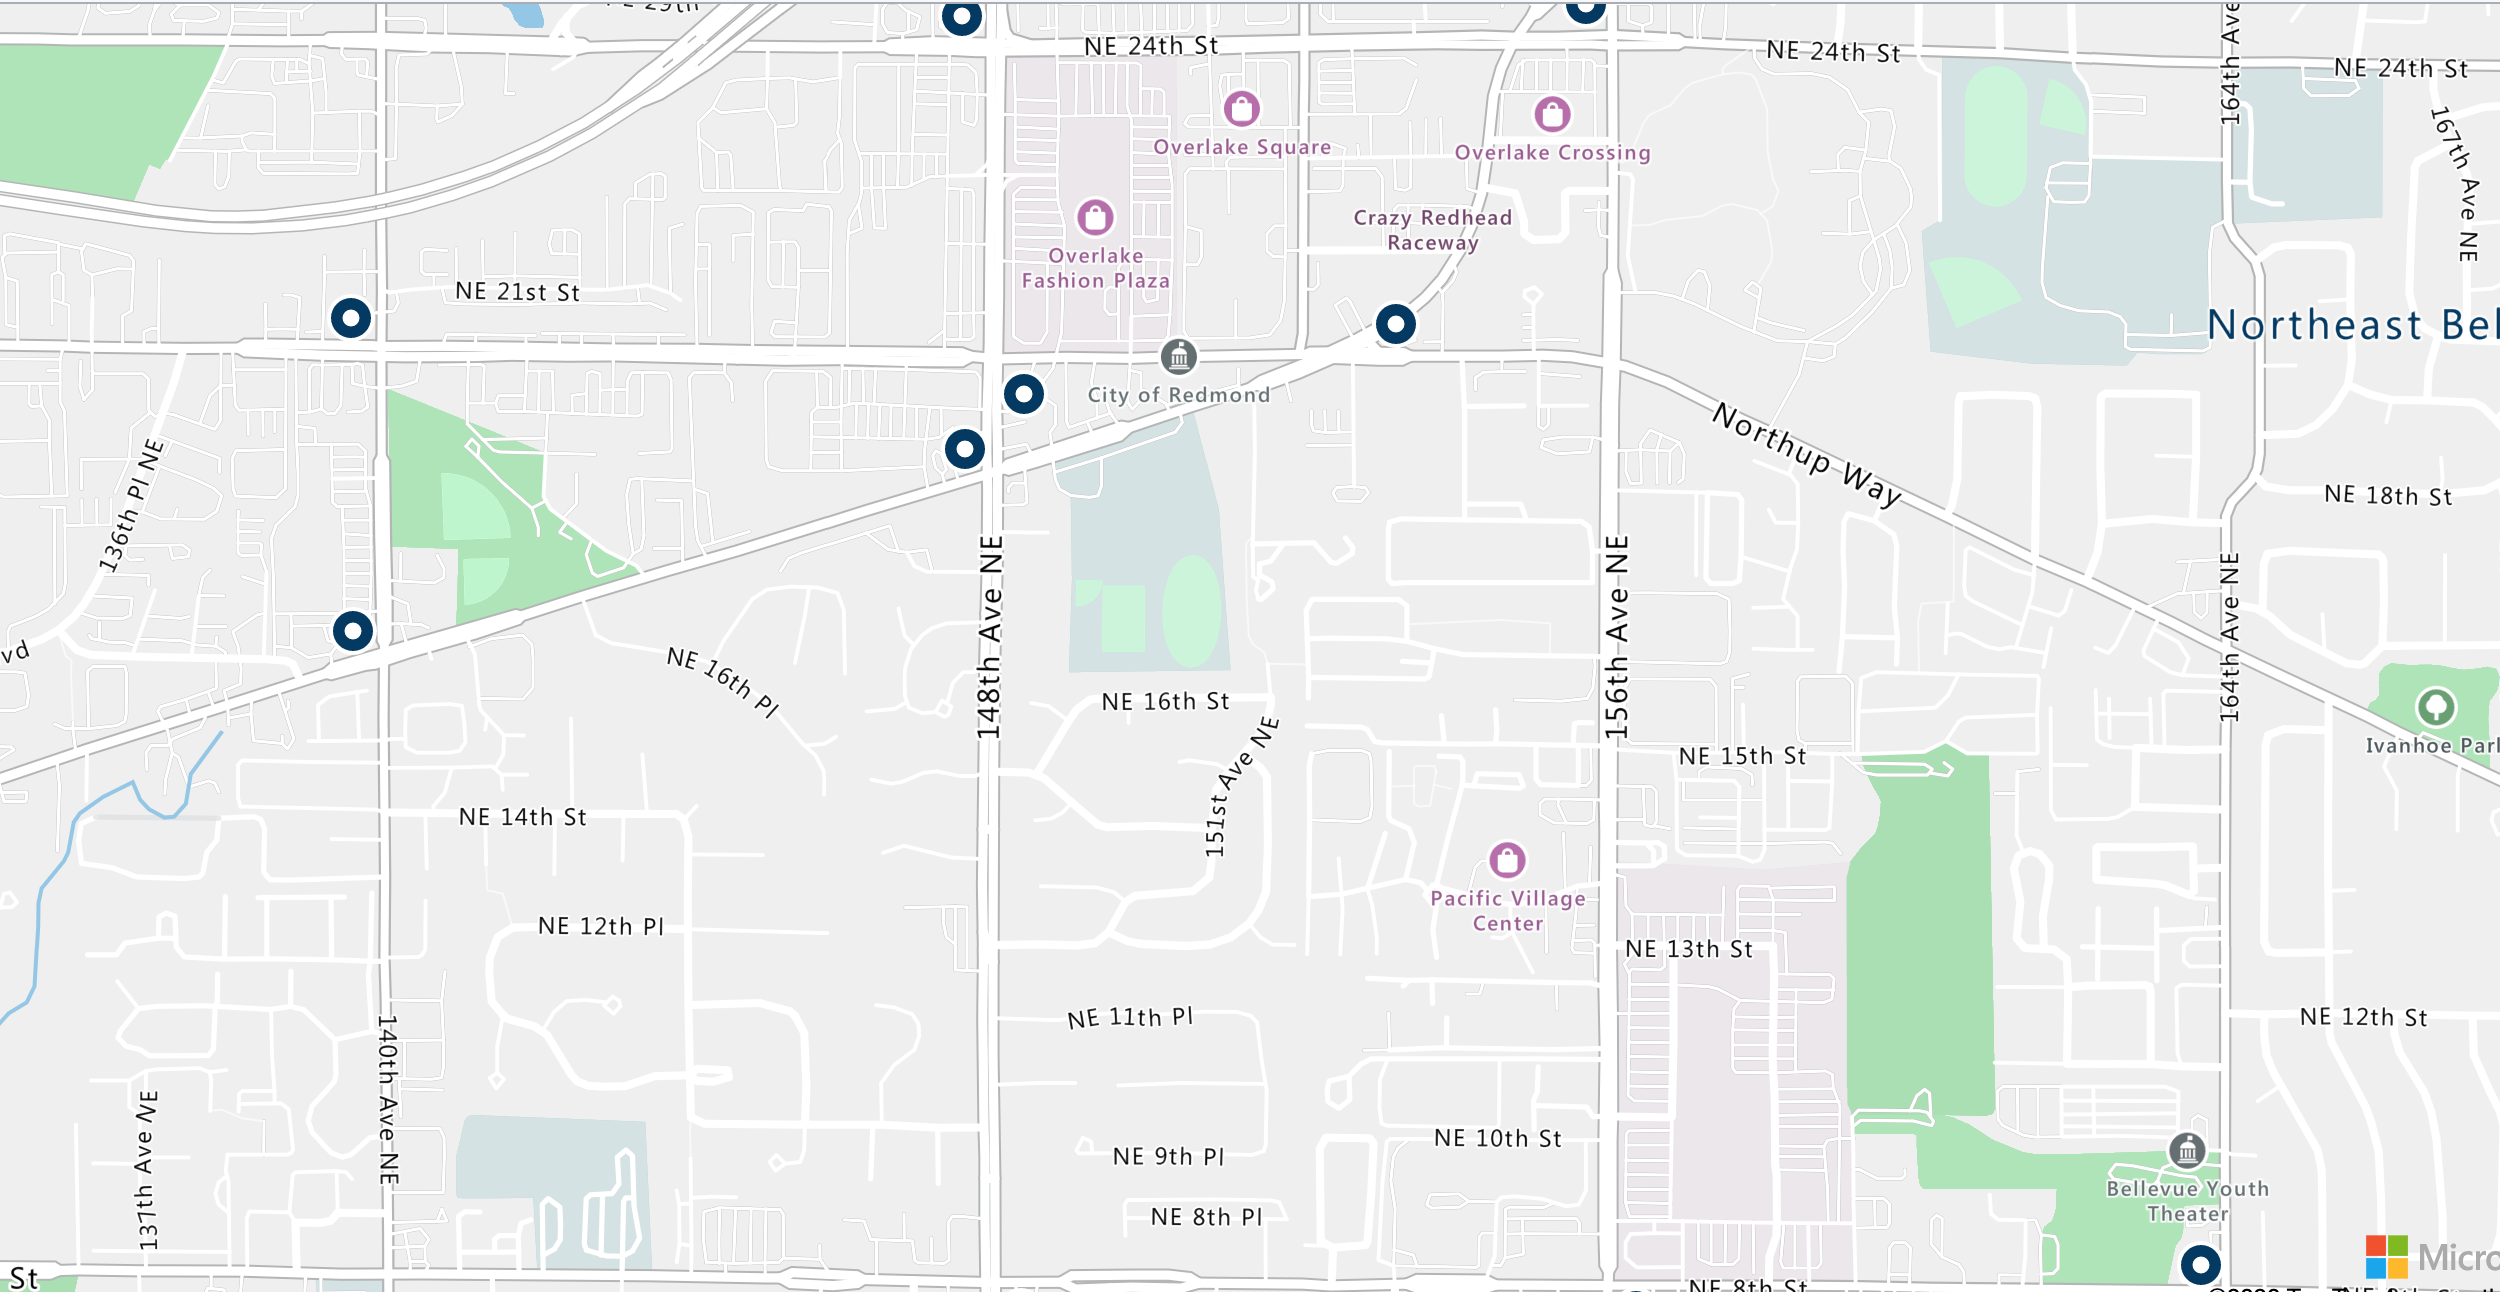 NE 24th St
NE 24th St
164th Ave
NE 24th St
Overlake Square
Overlake Crossing
167th Ave NE
Crazy Redhead
Raceway
Overlake
Fashion Plaza
NE 21st St
Northeast Bel
City of Redmond
Northup Way
136th Pl NE
NE 18th St
148th Ave NE
156th Ave NE
164th Ave NE
vd
NE 16th Pl
NE 16th St
151st Ave NE
NE 15th St
Ivanhoe Park
NE 14th St
Pacific Village
Center
NE 12th Pl
NE 13th St
NE 11th Pl
NE 12th St
140th Ave NE
137th Ave NE
NE 10th St
NE 9th Pl
Bellevue Youth
Theater
NE 8th Pl
Micro
St
NE 8th St